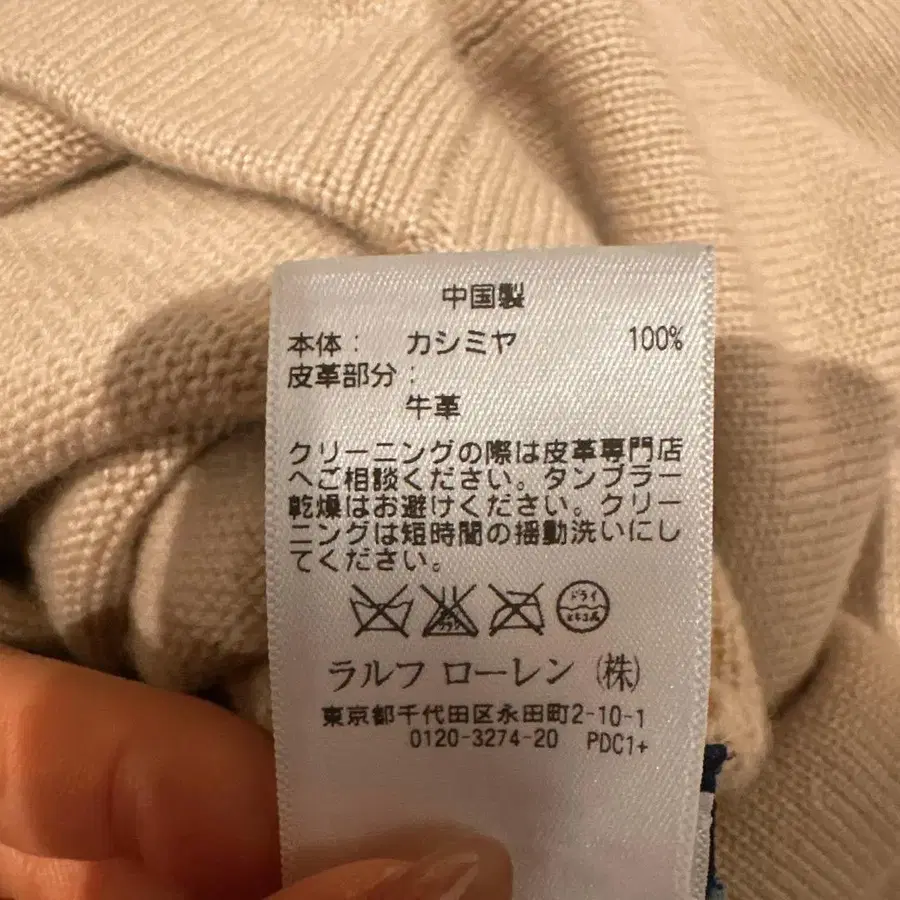 中国製
本体： カシミヤ 100%
皮革部分：
牛革
クリーニングの際は皮革専門店
へご相談ください。タンブラー
乾燥はお避けください。クリー
ニングは短時間の揺動洗いにし
てください。
ドライ
ラルフ ローレン (株)
東京都千代田区永田町2-10-1
0120-3274-20 PDC1+